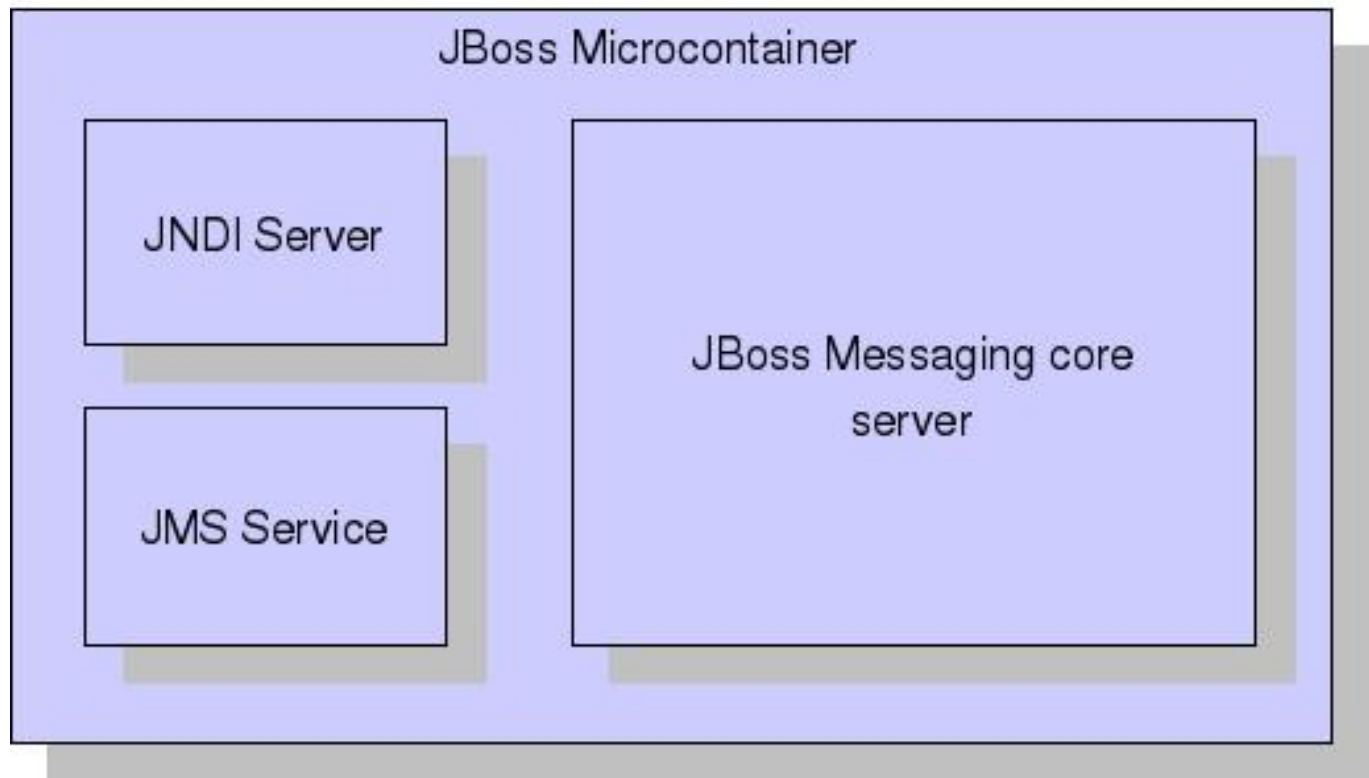 JBoss Microcontainer
JNDI Server
JMS Service
JBoss Messaging core
server